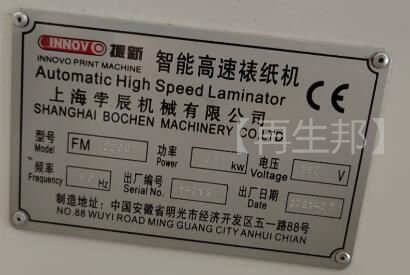 INNOVO 振新 智能高速裱纸机
INNOVO PRINT MACHINE
Automatic High Speed Laminator CE
上海孛辰机械有限公司
SHANGHAI BOCHEN MACHINERY CO.LTD
型号 Model FM 功率 Power kw 电压 Voltage 380 V
频率 Frequency Hz 出厂编号 Serial No. 出厂日期 Date 2021-07
制造地址：中国安徽省明光市经济开发区五一路88号
NO.88 WUYI ROAD MING GUANG CITY ANHUI CHIAN
【再生邦】